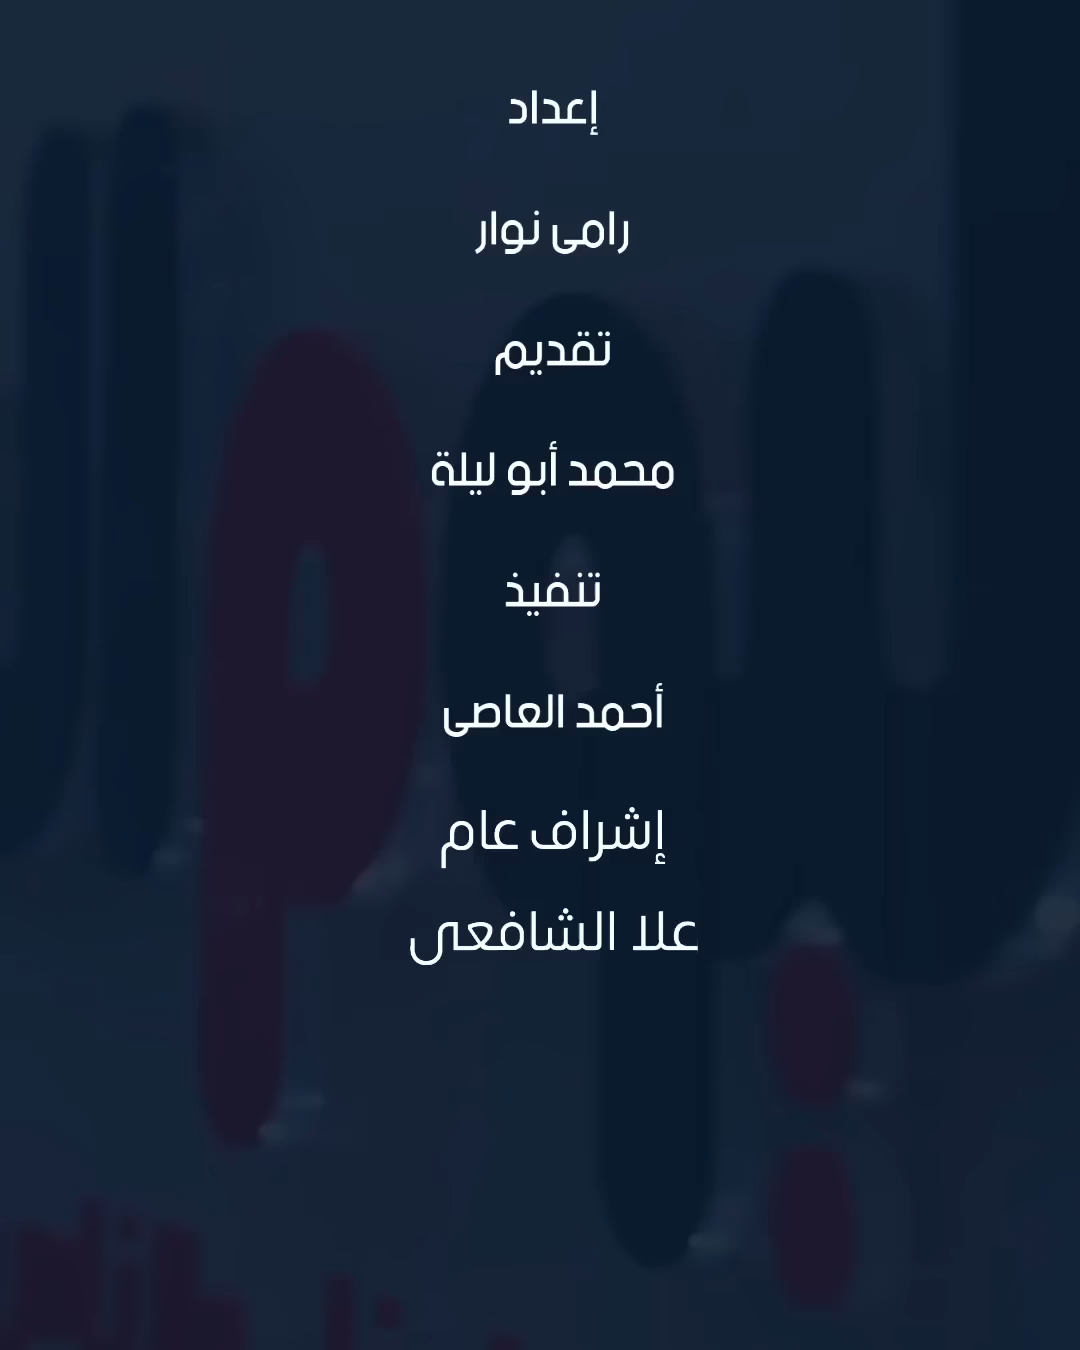 إعداد
رامى نوار
تقديم
محمد أبو ليلة
تنفيذ
أحمد العاصى
إشراف عام
علا الشافعى